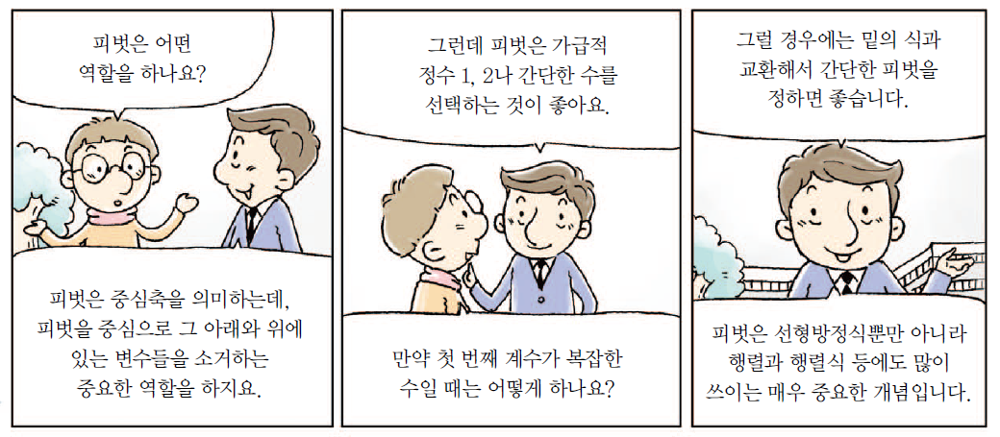 피벗은 어떤
역할을 하나요?
피벗은 중심축을 의미하는데,
피벗을 중심으로 그 아래와 위에
있는 변수들을 소거하는
중요한 역할을 하지요.
그런데 피벗은 가급적
정수 1, 2나 간단한 수를
선택하는 것이 좋아요.
만약 첫 번째 계수가 복잡한
수일 때는 어떻게 하나요?
그럴 경우에는 밑의 식과
교환해서 간단한 피벗을
정하면 좋습니다.
피벗은 선형방정식뿐만 아니라
행렬과 행렬식 등에도 많이
쓰이는 매우 중요한 개념입니다.